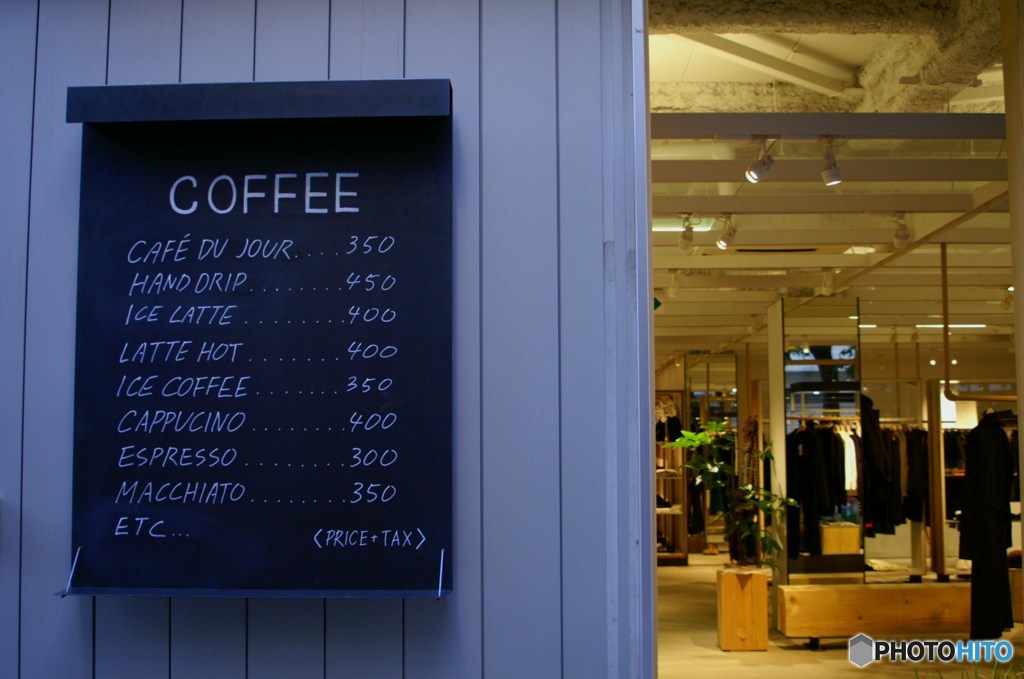 COFFEE
CAFÉ DU JOUR.....350
HAND DRIP........450
ICE LATTE.........400
LATTE HOT........400
ICE COFFEE........350
CAPPUCINO........400
ESPRESSO.........300
MACCHIATO........350
ETC...
<PRICE+TAX>
PHOTOHITO